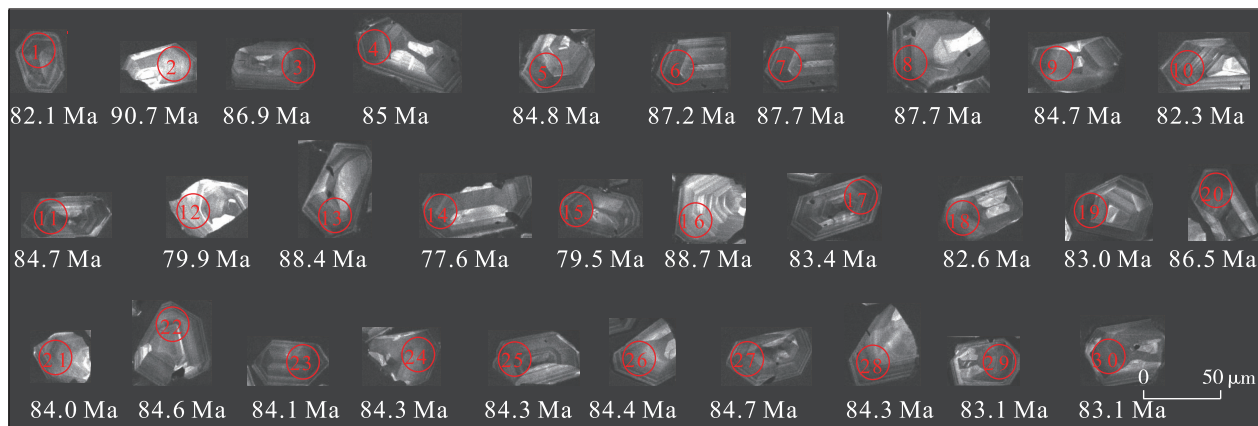 1 2 3 4 5 6 7 8 9 10
82.1 Ma 90.7 Ma 86.9 Ma 85 Ma 84.8 Ma 87.2 Ma 87.7 Ma 87.7 Ma 84.7 Ma 82.3 Ma
11 12 13 14 15 16 17 18 19 20
84.7 Ma 79.9 Ma 88.4 Ma 77.6 Ma 79.5 Ma 88.7 Ma 83.4 Ma 82.6 Ma 83.0 Ma 86.5 Ma
21 22 23 24 25 26 27 28 29 30
0 50 μm
84.0 Ma 84.6 Ma 84.1 Ma 84.3 Ma 84.3 Ma 84.4 Ma 84.7 Ma 84.3 Ma 83.1 Ma 83.1 Ma